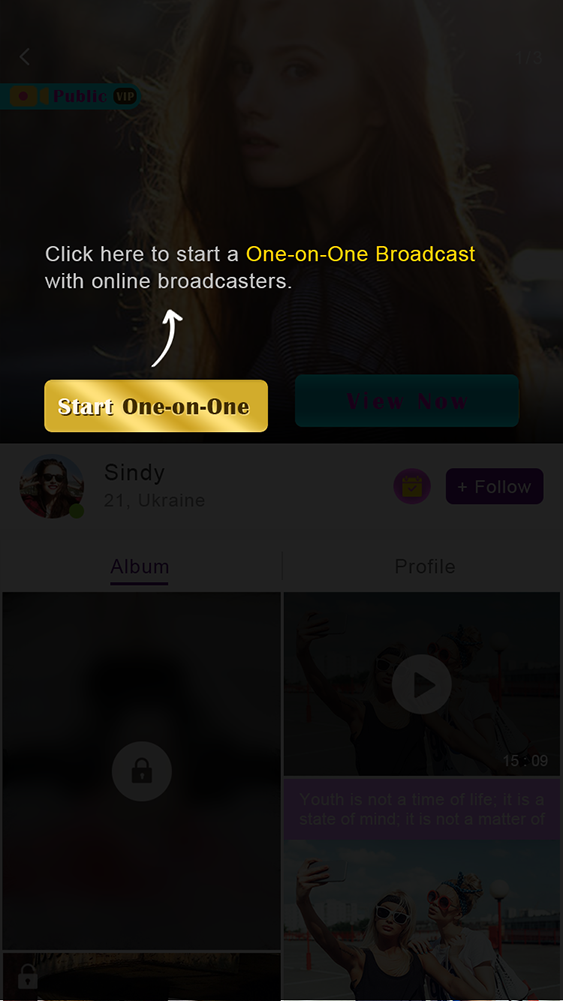 1/3
Public VIP
Click here to start a One-on-One Broadcast
with online broadcasters.
Start One-on-One
View Now
Sindy
21, Ukraine
+ Follow
Album
Profile
15:09
Youth is not a time of life; it is a
state of mind; it is not a matter of